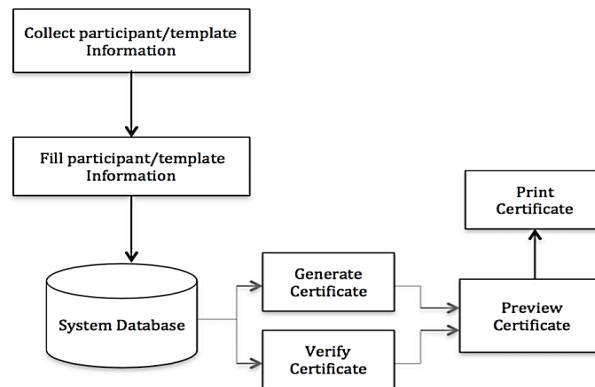 Collect participant/template
Information
Fill participant/template
Information
Print
Certificate
System Database
Generate
Certificate
Verify
Certificate
Preview
Certificate